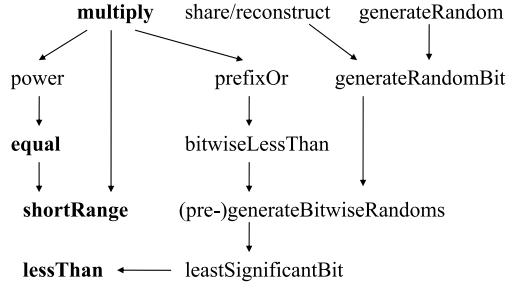 multiply share/reconstruct generateRandom
power prefixOr generateRandomBit
equal bitwiseLessThan
shortRange (pre-)generateBitwiseRandoms
lessThan leastSignificantBit